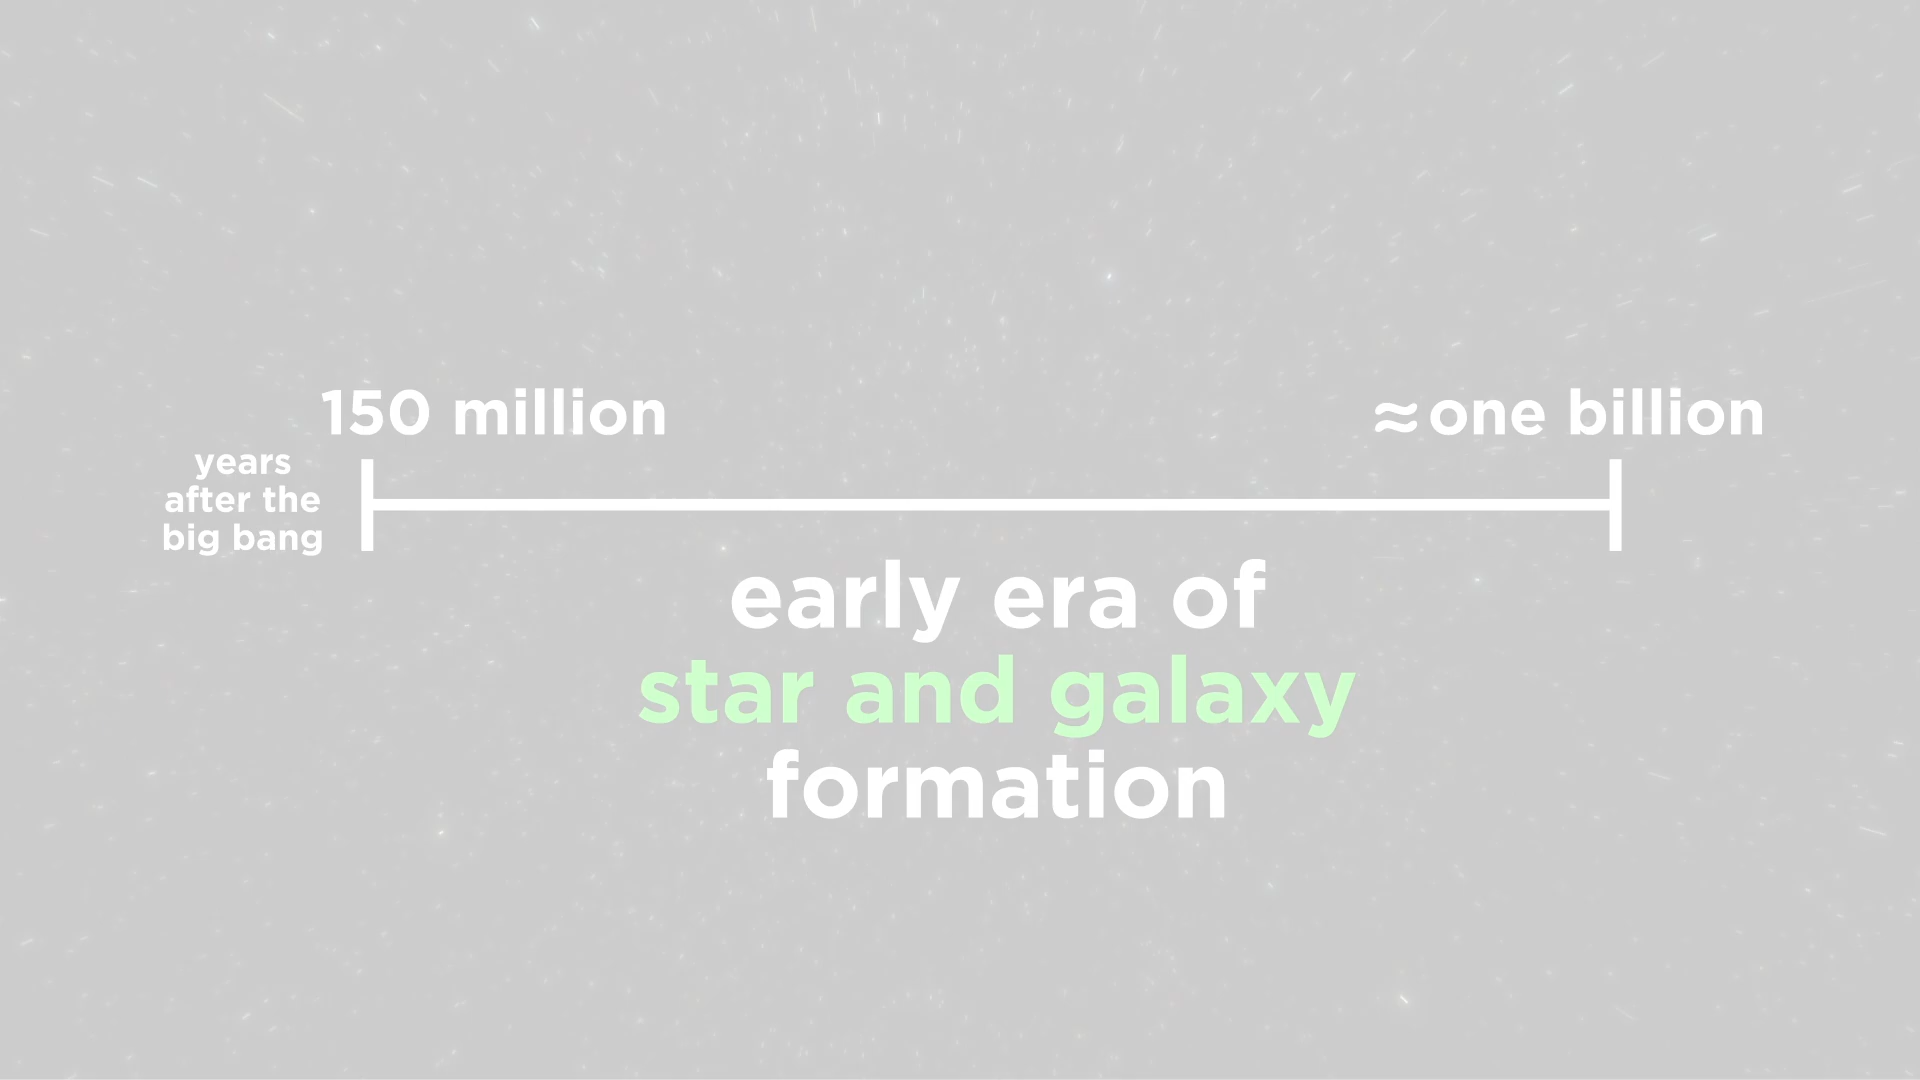 150 million
≈one billion
years
after the
big bang
early era of
star and galaxy
formation